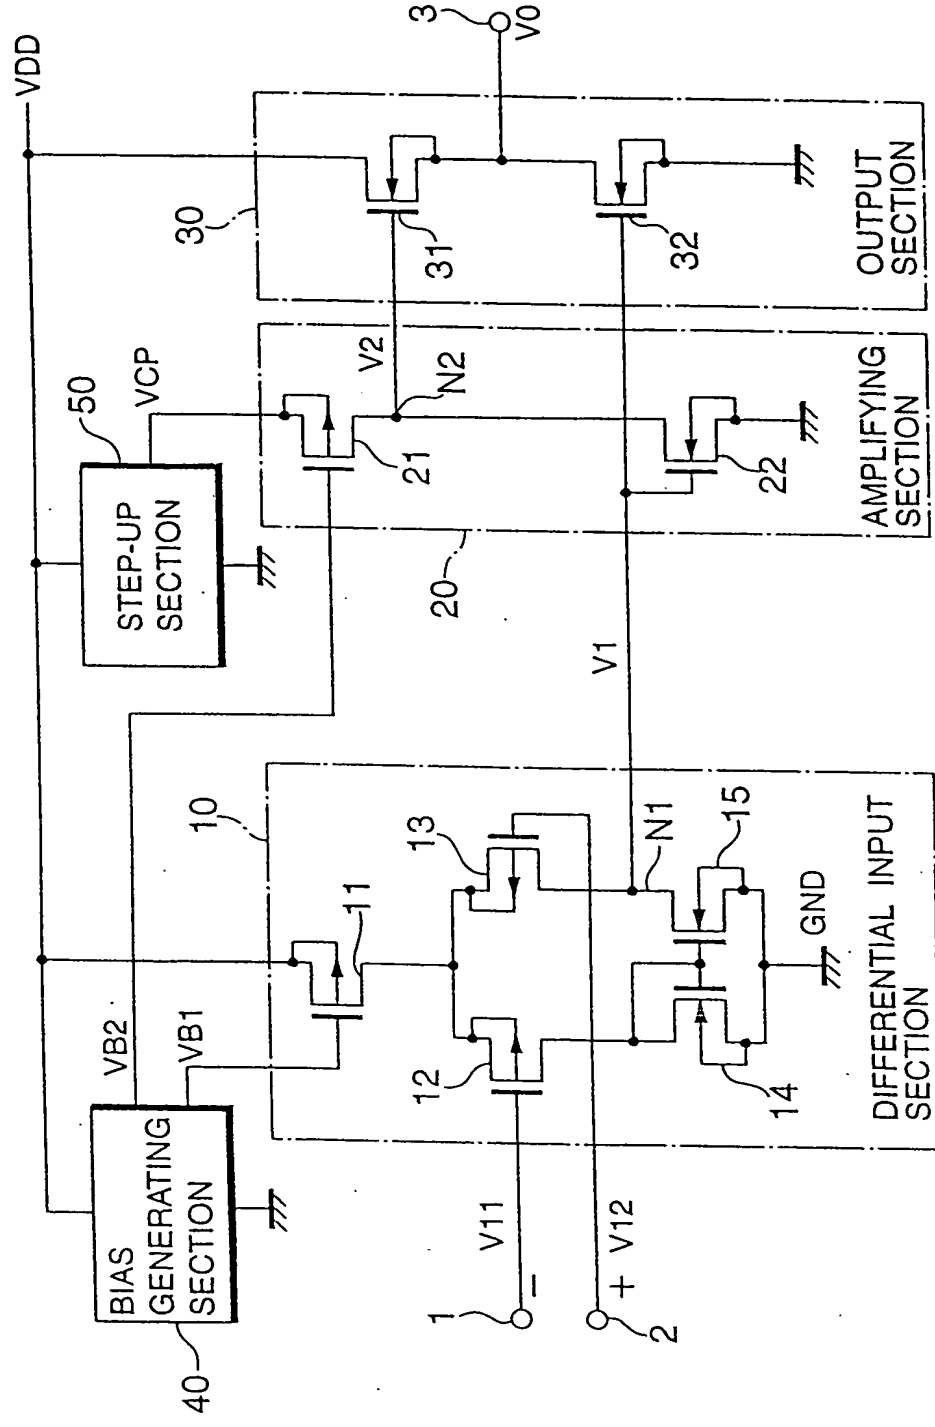 VDD
40
BIAS
GENERATING
SECTION
VB2
VB1
50
STEP-UP
SECTION
VCP
10
11
12
13
14
15
N1
GND
DIFFERENTIAL INPUT
SECTION
1
V11
−
2
+
V12
V1
20
21
V2
N2
22
AMPLIFYING
SECTION
30
31
32
OUTPUT
SECTION
3
V0